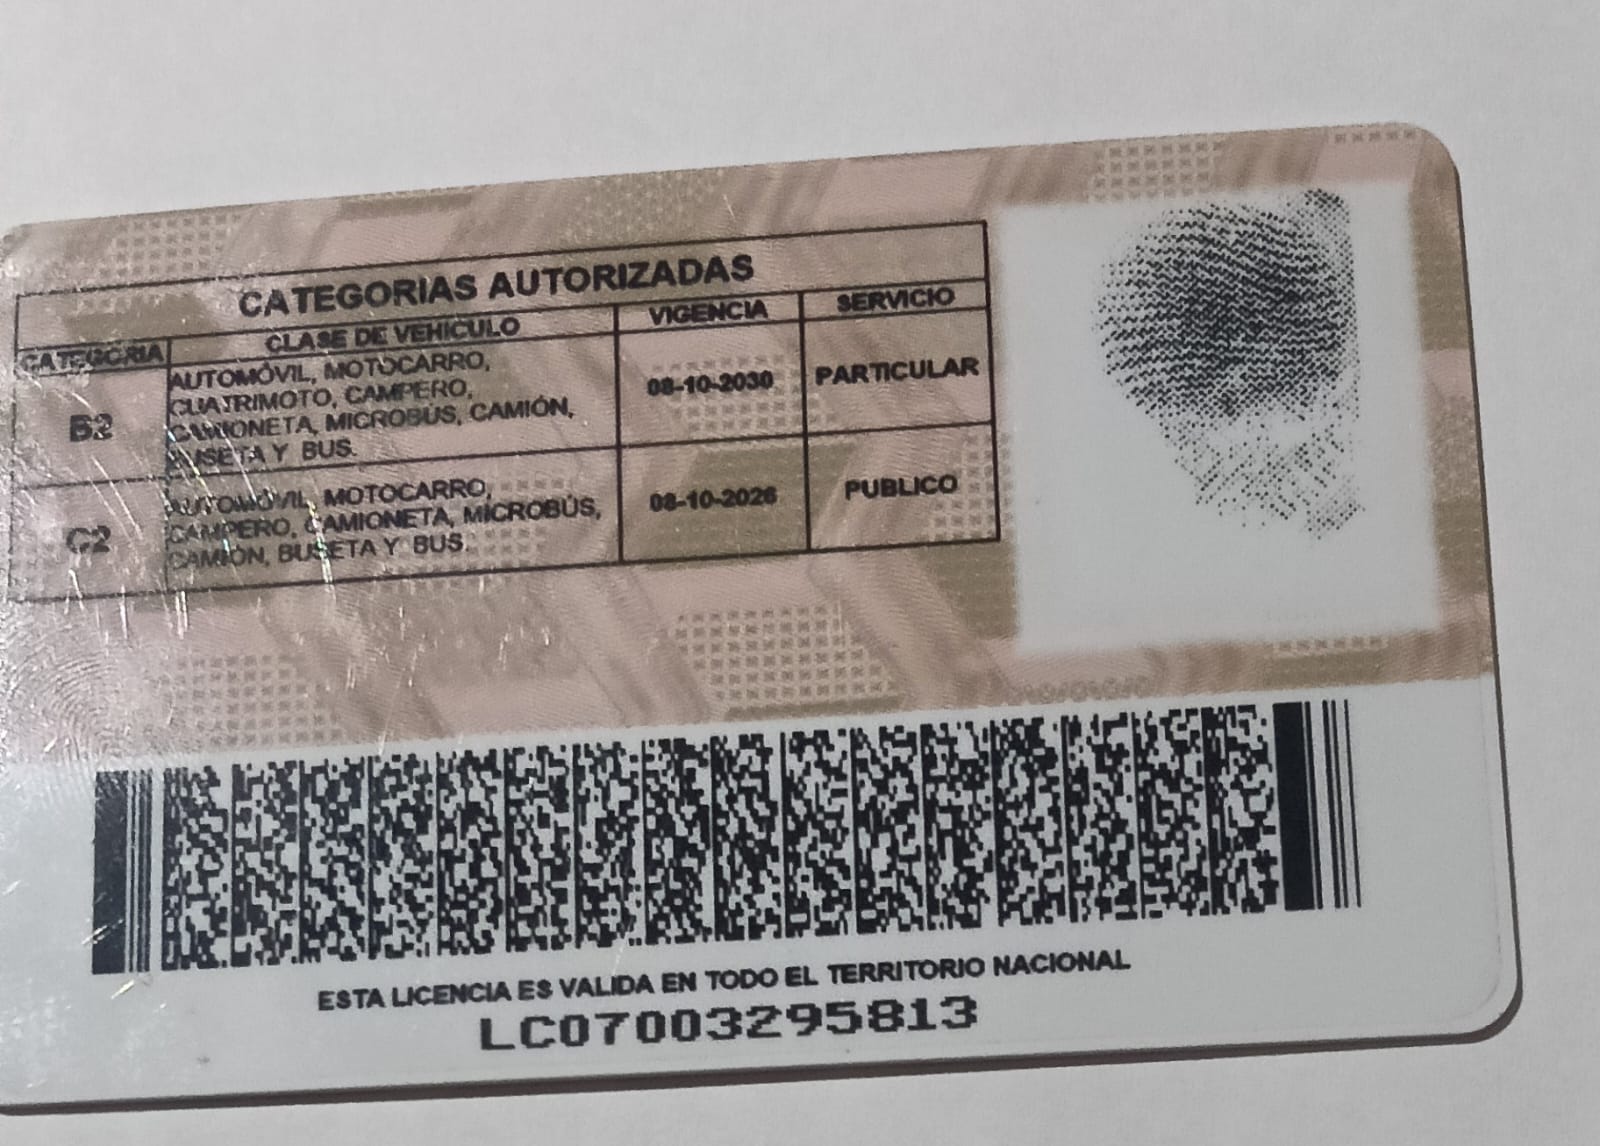 CATEGORIAS AUTORIZADAS
CATEGORIA CLASE DE VEHICULO VIGENCIA SERVICIO
B2
AUTOMÓVIL, MOTOCARRO,
CUATRIMOTO, CAMPERO,
CAMIONETA, MICROBUS, CAMIÓN,
BUSETA Y BUS.
08-10-2030
PARTICULAR
C2
AUTOMÓVIL, MOTOCARRO,
CAMPERO, CAMIONETA, MICROBÚS,
CAMIÓN, BUSETA Y BUS.
08-10-2026
PUBLICO
ESTA LICENCIA ES VALIDA EN TODO EL TERRITORIO NACIONAL
LC07003295813